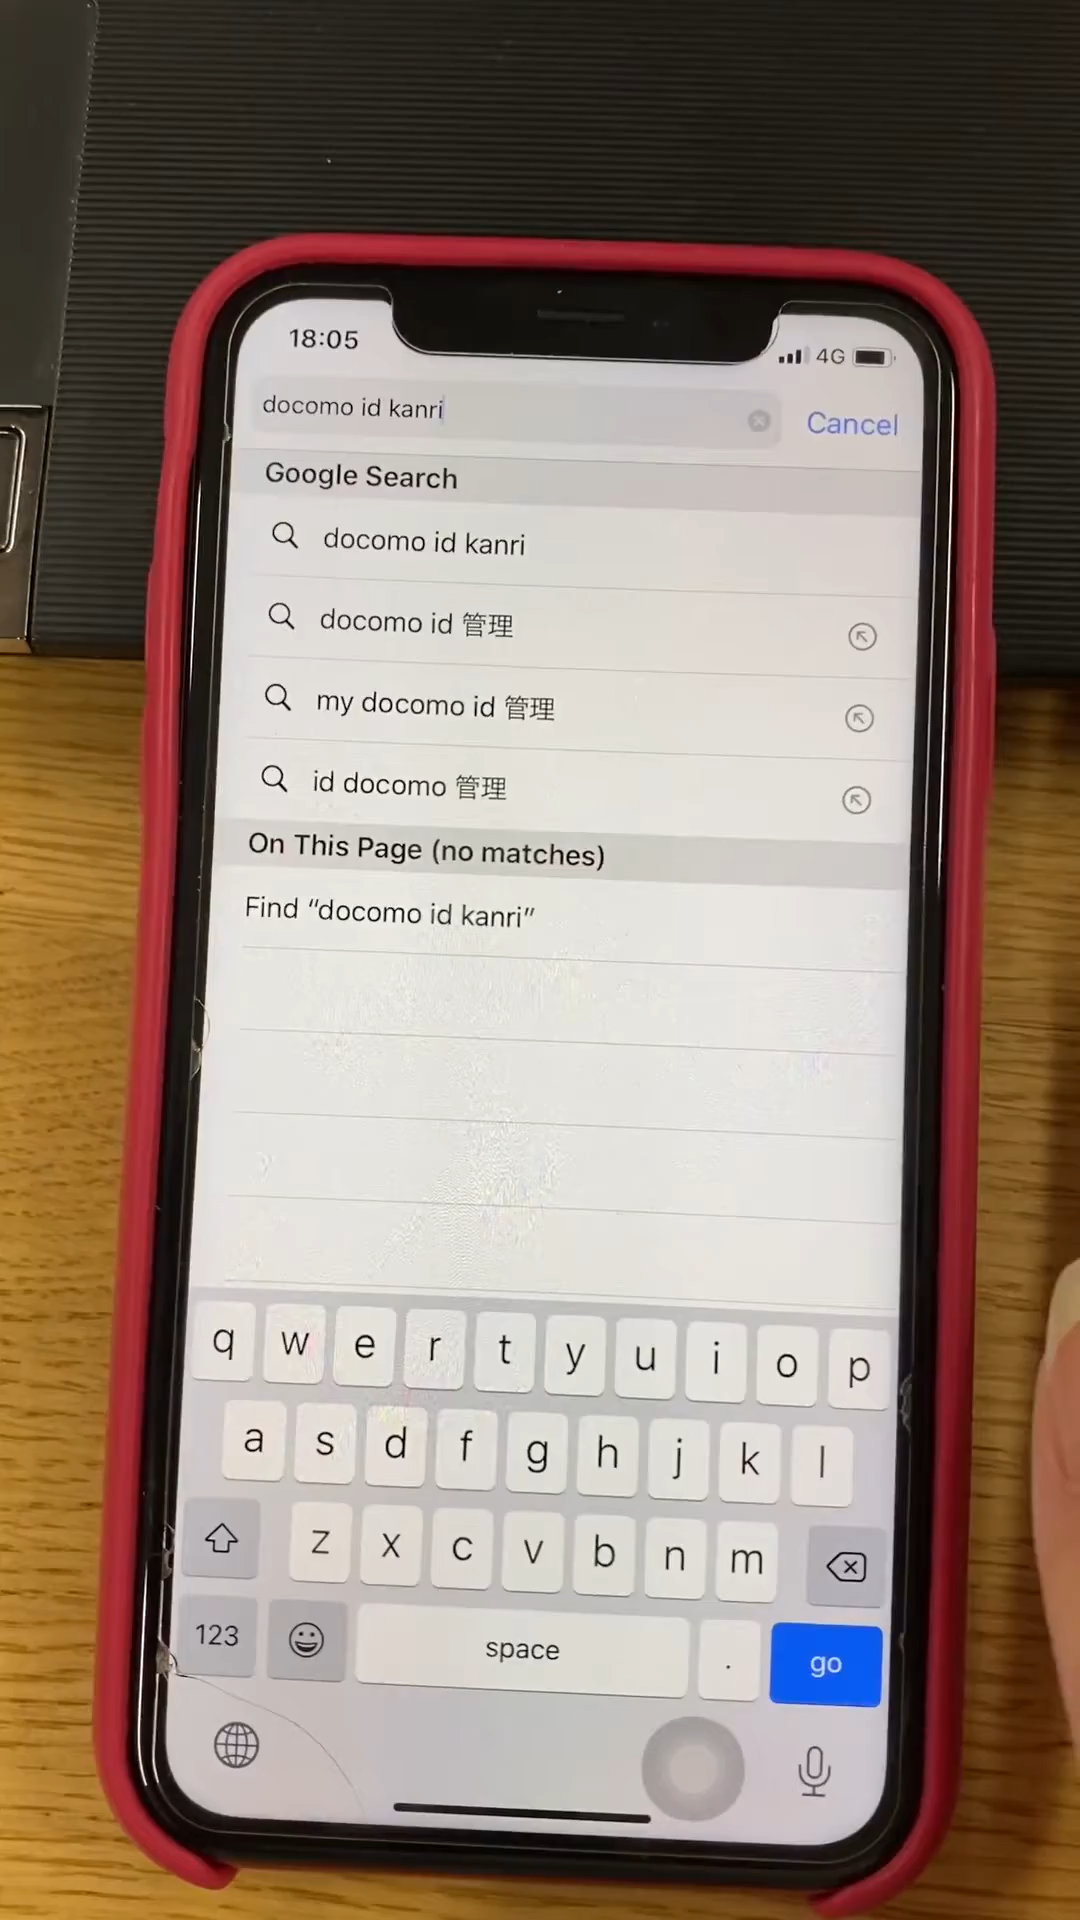 18:05
4G
docomo id kanri
Cancel
Google Search
docomo id kanri
docomo id 管理
my docomo id 管理
id docomo 管理
On This Page (no matches)
Find “docomo id kanri”
q w e r t y u i o p
a s d f g h j k l
z x c v b n m
123 space . go